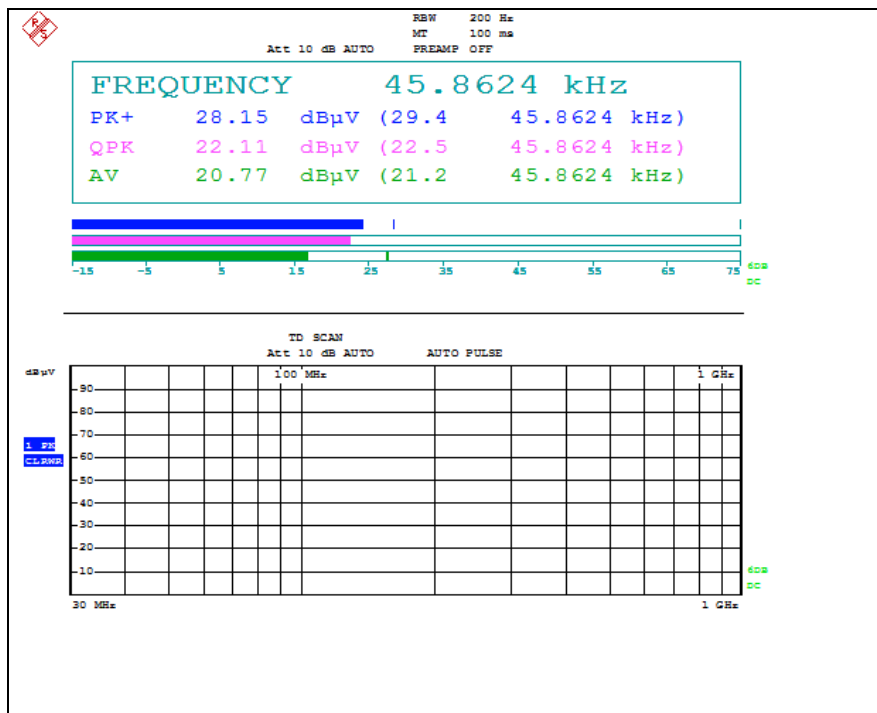 RBW 200 Hz
MT 100 ms
Att 10 dB AUTO PREAMP OFF
FREQUENCY 45.8624 kHz
PK+ 28.15 dBµV (29.4 45.8624 kHz)
QPK 22.11 dBµV (22.5 45.8624 kHz)
AV 20.77 dBµV (21.2 45.8624 kHz)
-15 -5 5 15 25 35 45 55 65 75
6DB
DC
TD SCAN
Att 10 dB AUTO AUTO PULSE
dBµV
100 MHz 1 GHz
90
80
70
1 PK
CLRWR
60
50
40
30
20
10
6DB
DC
30 MHz 1 GHz